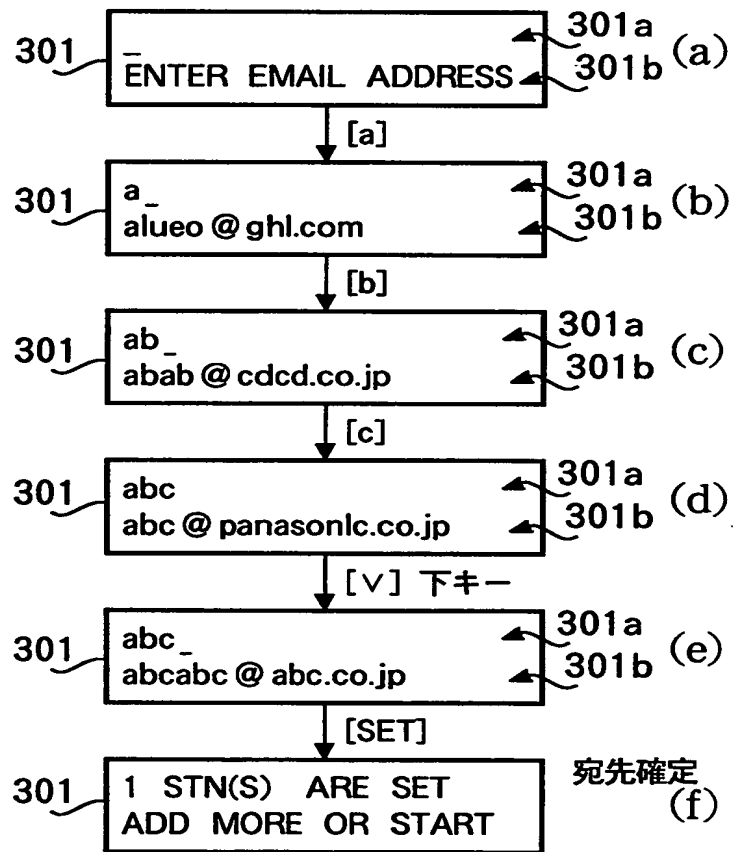 301 _ 301a (a)
ENTER EMAIL ADDRESS 301b
[a]
301 a_ 301a (b)
alueo@ghl.com 301b
[b]
301 ab_ 301a (c)
abab@cdcd.co.jp 301b
[c]
301 abc 301a (d)
abc@panasonlc.co.jp 301b
[∨] 下キー
301 abc_ 301a (e)
abcabc@abc.co.jp 301b
[SET]
301 1 STN(S) ARE SET 宛先確定
ADD MORE OR START (f)